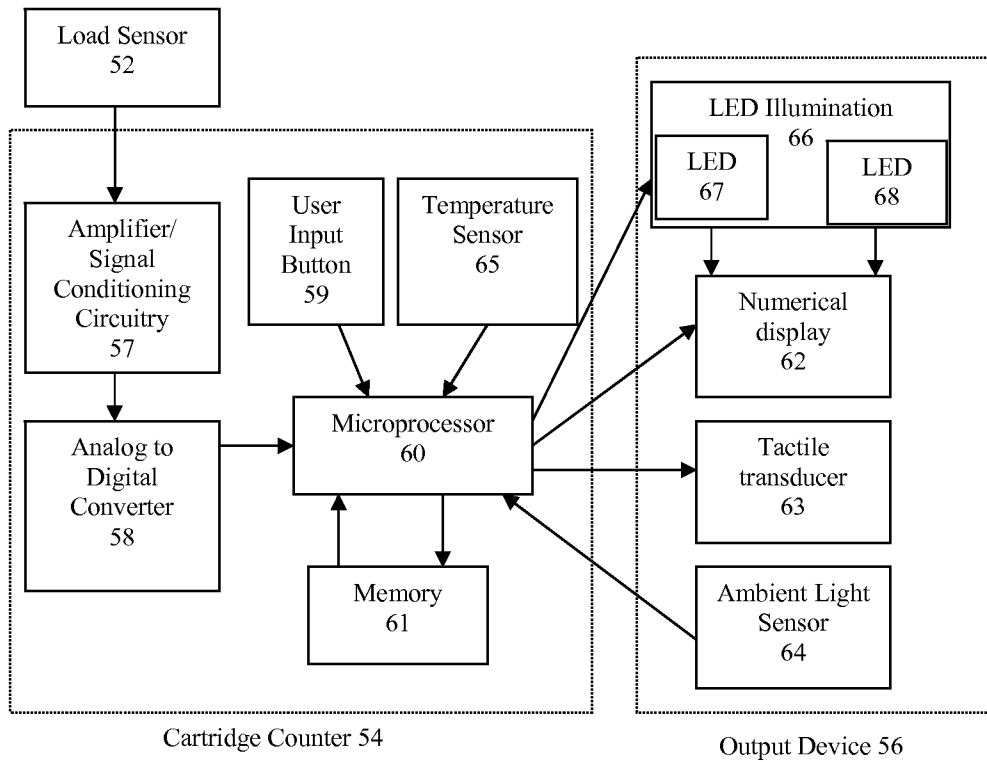 Load Sensor
52
Amplifier/
Signal
Conditioning
Circuitry
57
Analog to
Digital
Converter
58
User
Input
Button
59
Temperature
Sensor
65
Microprocessor
60
Memory
61
Cartridge Counter 54
LED Illumination
66
LED
67
LED
68
Numerical
display
62
Tactile
transducer
63
Ambient Light
Sensor
64
Output Device 56